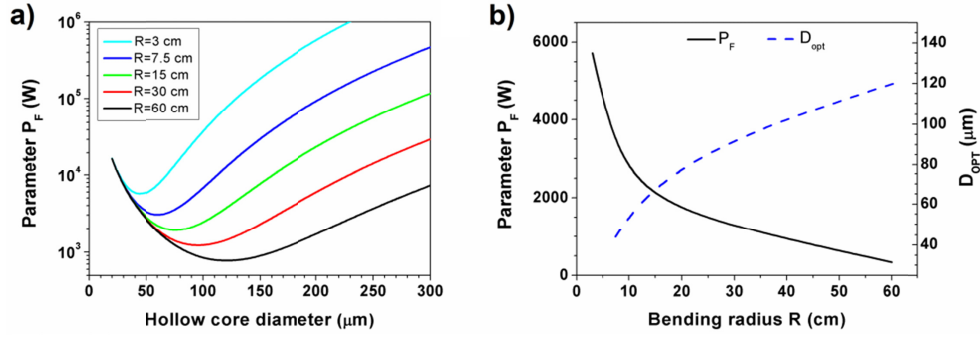 a)
Parameter P_F (W)
10^6
10^5
10^4
10^3
R=3 cm
R=7.5 cm
R=15 cm
R=30 cm
R=60 cm
0 50 100 150 200 250 300
Hollow core diameter (μm)
b)
Parameter P_F (W)
6000
4000
2000
0
P_F D_opt
140
120
100
80
60
40
D_OPT (μm)
0 10 20 30 40 50 60
Bending radius R (cm)